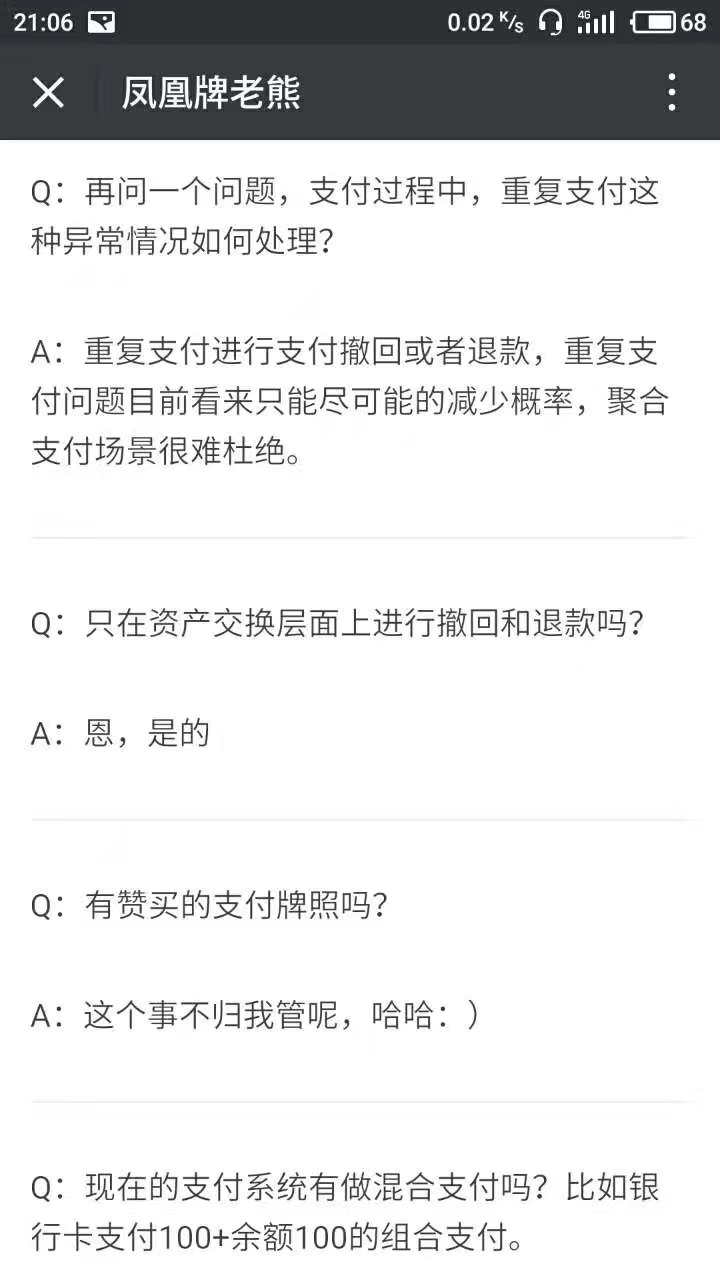 21:06 0.02 K/s 4G 68
凤凰牌老熊
Q：再问一个问题，支付过程中，重复支付这
种异常情况如何处理？
A：重复支付进行支付撤回或者退款，重复支
付问题目前看来只能尽可能的减少概率，聚合
支付场景很难杜绝。
Q：只在资产交换层面上进行撤回和退款吗？
A：恩，是的
Q：有赞买的支付牌照吗？
A：这个事不归我管呢，哈哈：）
Q：现在的支付系统有做混合支付吗？比如银
行卡支付100+余额100的组合支付。